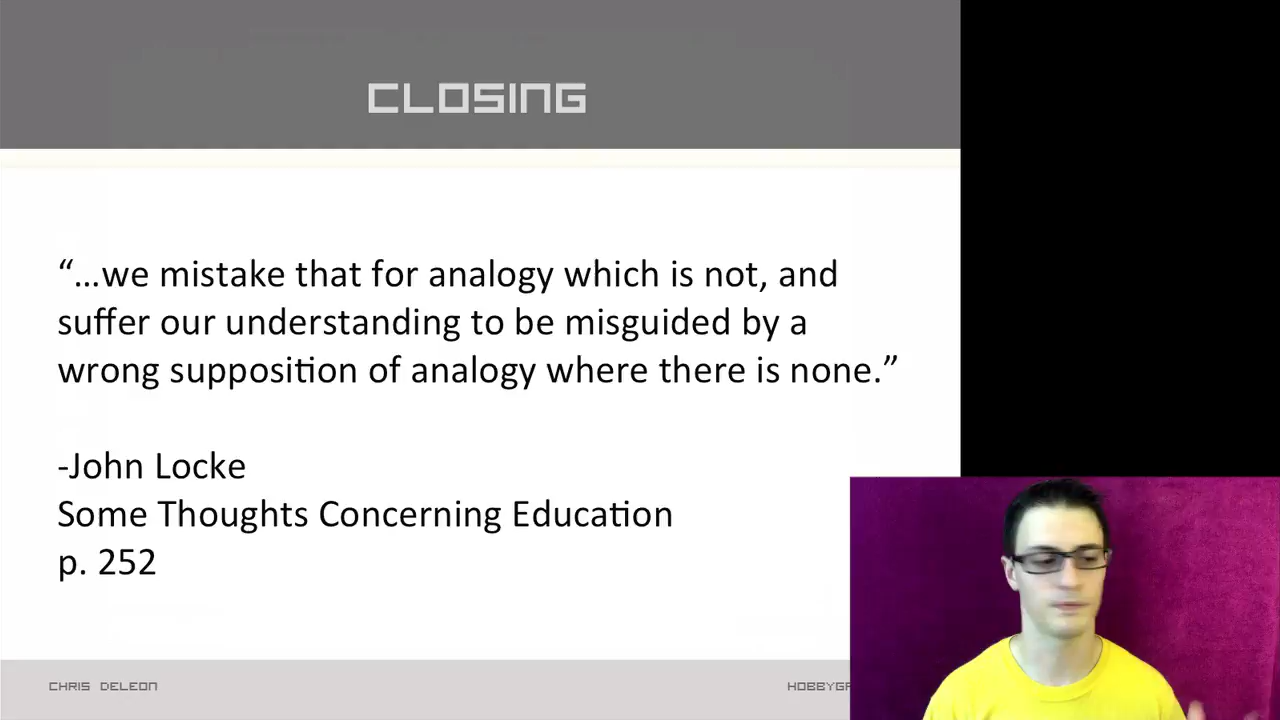 CLOSING
“…we mistake that for analogy which is not, and
suffer our understanding to be misguided by a
wrong supposition of analogy where there is none.”
-John Locke
Some Thoughts Concerning Education
p. 252
CHRIS DELEON